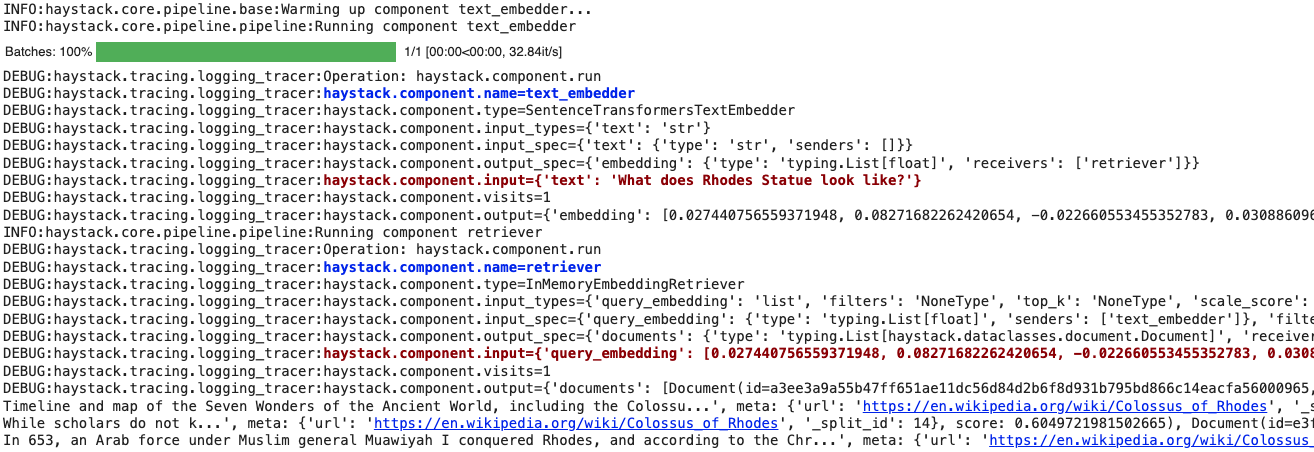 INFO:haystack.core.pipeline.base:Warming up component text_embedder...
INFO:haystack.core.pipeline.pipeline:Running component text_embedder
Batches: 100% 1/1 [00:00<00:00, 32.84it/s]
DEBUG:haystack.tracing.logging_tracer:Operation: haystack.component.run
DEBUG:haystack.tracing.logging_tracer:haystack.component.name=text_embedder
DEBUG:haystack.tracing.logging_tracer:haystack.component.type=SentenceTransformersTextEmbedder
DEBUG:haystack.tracing.logging_tracer:haystack.component.input_types={'text': 'str'}
DEBUG:haystack.tracing.logging_tracer:haystack.component.input_spec={'text': {'type': 'str', 'senders': []}}
DEBUG:haystack.tracing.logging_tracer:haystack.component.output_spec={'embedding': {'type': 'typing.List[float]', 'receivers': ['retriever']}}
DEBUG:haystack.tracing.logging_tracer:haystack.component.input={'text': 'What does Rhodes Statue look like?'}
DEBUG:haystack.tracing.logging_tracer:haystack.component.visits=1
DEBUG:haystack.tracing.logging_tracer:haystack.component.output={'embedding': [0.027440756559371948, 0.08271682262420654, -0.022660553455352783, 0.030886096
INFO:haystack.core.pipeline.pipeline:Running component retriever
DEBUG:haystack.tracing.logging_tracer:Operation: haystack.component.run
DEBUG:haystack.tracing.logging_tracer:haystack.component.name=retriever
DEBUG:haystack.tracing.logging_tracer:haystack.component.type=InMemoryEmbeddingRetriever
DEBUG:haystack.tracing.logging_tracer:haystack.component.input_types={'query_embedding': 'list', 'filters': 'NoneType', 'top_k': 'NoneType', 'scale_score':
DEBUG:haystack.tracing.logging_tracer:haystack.component.input_spec={'query_embedding': {'type': 'typing.List[float]', 'senders': ['text_embedder']}, 'filte
DEBUG:haystack.tracing.logging_tracer:haystack.component.output_spec={'documents': {'type': 'typing.List[haystack.dataclasses.document.Document]', 'receiver
DEBUG:haystack.tracing.logging_tracer:haystack.component.input={'query_embedding': [0.027440756559371948, 0.08271682262420654, -0.022660553455352783, 0.0308
DEBUG:haystack.tracing.logging_tracer:haystack.component.visits=1
DEBUG:haystack.tracing.logging_tracer:haystack.component.output={'documents': [Document(id=a3ee3a9a55b47ff651ae11dc56d84d2b6f8d931b795bd866c14eacfa56000965,
Timeline and map of the Seven Wonders of the Ancient World, including the Colossu...', meta: {'url': 'https://en.wikipedia.org/wiki/Colossus_of_Rhodes', '_s
While scholars do not k...', meta: {'url': 'https://en.wikipedia.org/wiki/Colossus_of_Rhodes', '_split_id': 14}, score: 0.6049721981502665), Document(id=e3f
In 653, an Arab force under Muslim general Muawiyah I conquered Rhodes, and according to the Chr...', meta: {'url': 'https://en.wikipedia.org/wiki/Colossus